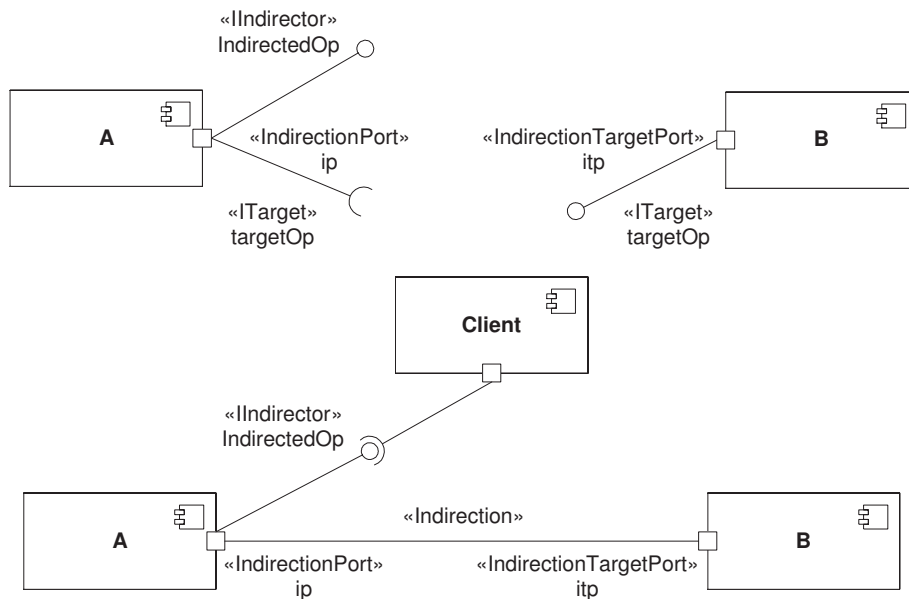 «IIndirector»
IndirectedOp
A
«IndirectionPort»
ip
«IndirectionTargetPort»
itp
B
«ITarget»
targetOp
«ITarget»
targetOp
Client
«IIndirector»
IndirectedOp
A
«Indirection»
B
«IndirectionPort»
ip
«IndirectionTargetPort»
itp